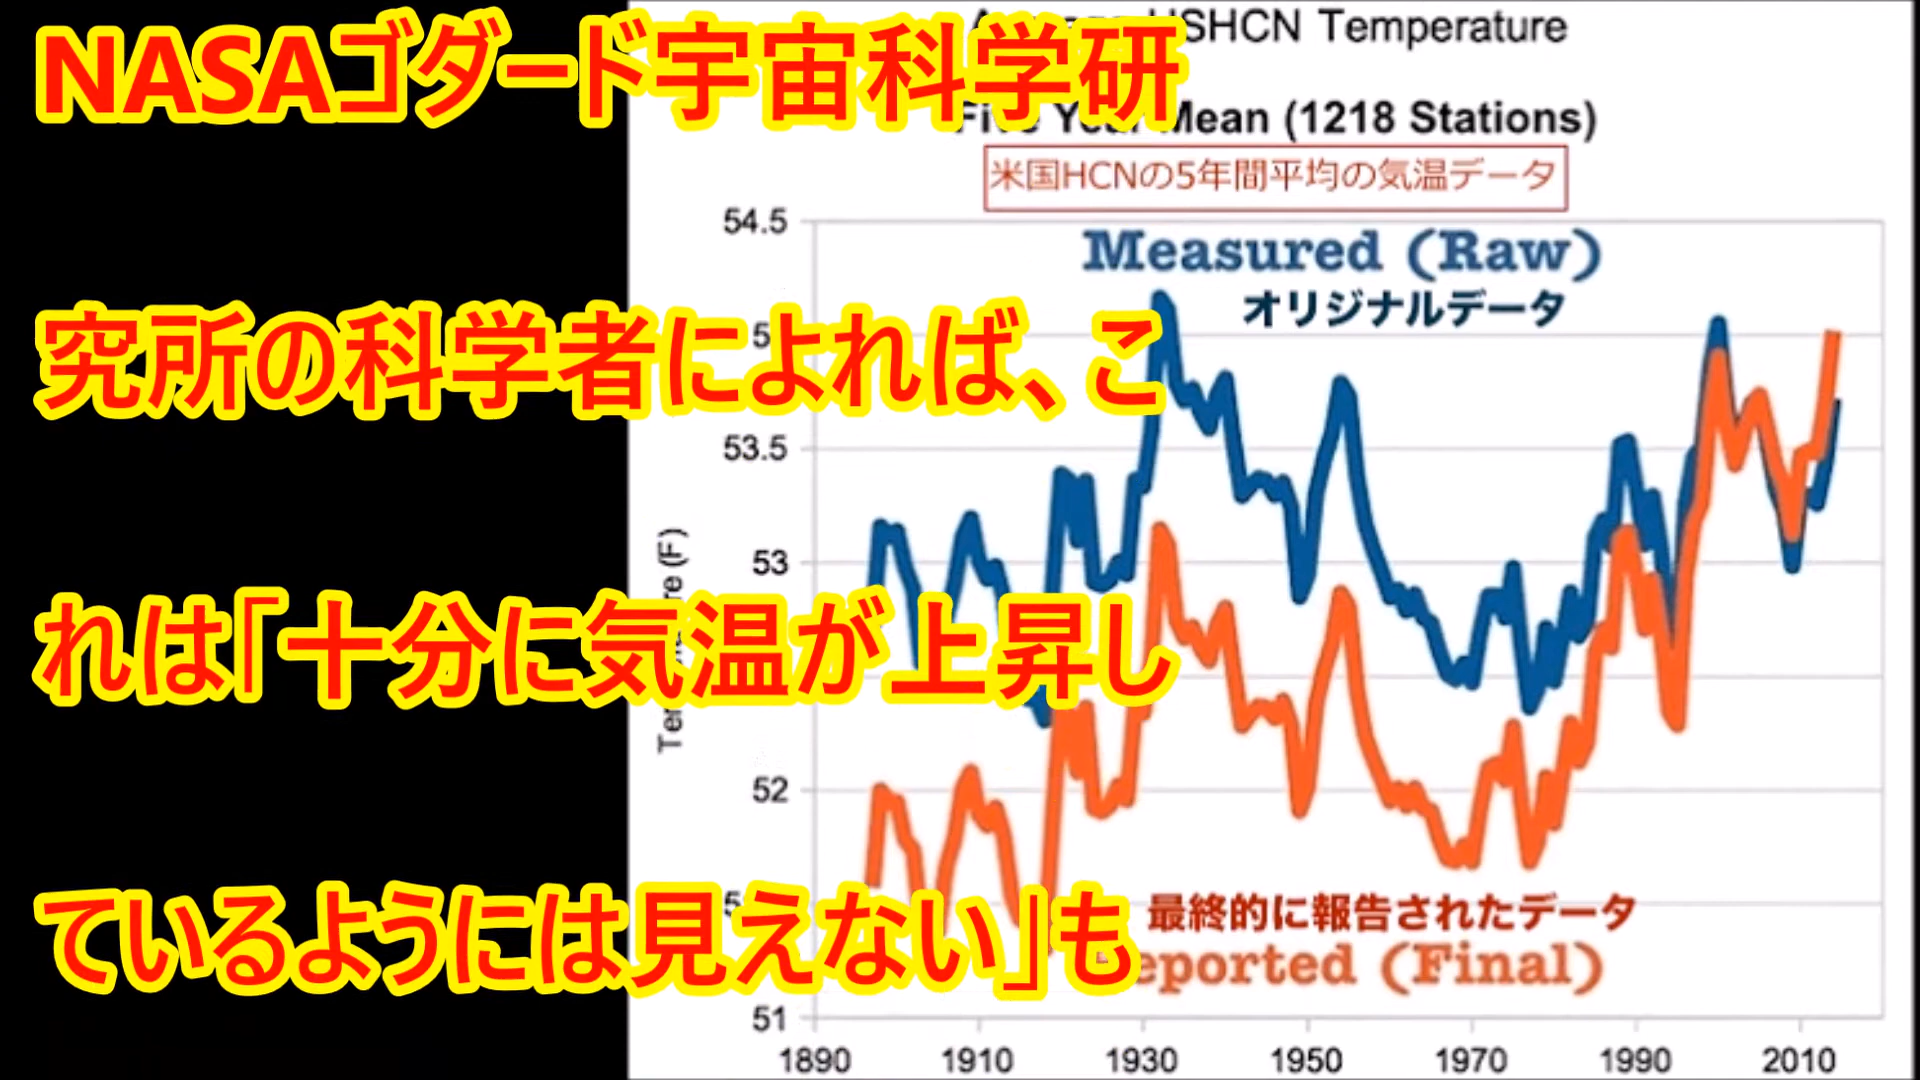 NASAゴダード宇宙科学研
究所の科学者によれば、こ
れは「十分に気温が上昇し
ているようには見えない」も
USHCN Temperature
Five Year Mean (1218 Stations)
米国HCNの5年間平均の気温データ
54.5
Measured (Raw)
オリジナルデータ
53.5
53
52
51
(F)
最終的に報告されたデータ
Reported (Final)
1890 1910 1930 1950 1970 1990 2010